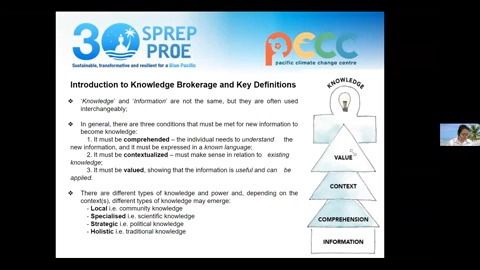 30 SPREP
PROE
Sustainable, transformative and resilient for a Blue Pacific
PCCC
pacific climate change centre
Introduction to Knowledge Brokerage and Key Definitions
❖ ‘Knowledge’ and ‘Information’ are not the same, but they are often used
interchangeably;
❖ In general, there are three conditions that must be met for new information to
become knowledge:
1. It must be comprehended – the individual needs to understand the
new information, and it must be expressed in a known language;
2. It must be contextualized – must make sense in relation to existing
knowledge;
3. It must be valued, showing that the information is useful and can be
applied.
❖ There are different types of knowledge and power and, depending on the
context(s), different types of knowledge may emerge:
- Local i.e. community knowledge
- Specialised i.e. scientific knowledge
- Strategic i.e. political knowledge
- Holistic i.e. traditional knowledge
KNOWLEDGE
VALUE
CONTEXT
COMPREHENSION
INFORMATION